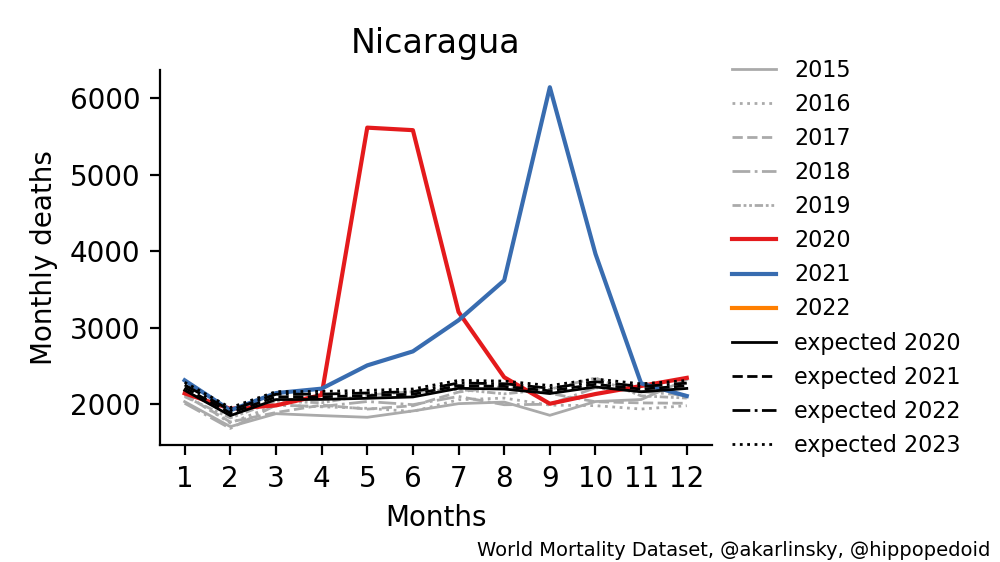 Nicaragua
Monthly deaths
6000
5000
4000
3000
2000
1 2 3 4 5 6 7 8 9 10 11 12
Months
2015
2016
2017
2018
2019
2020
2021
2022
expected 2020
expected 2021
expected 2022
expected 2023
World Mortality Dataset, @akarlinsky, @hippopedoid